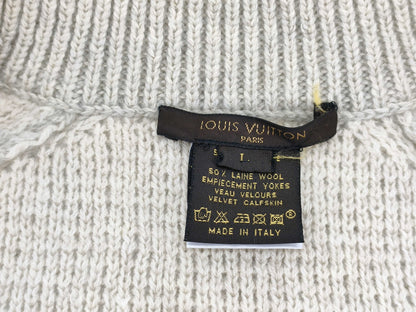 LOUIS VUITTON
PARIS
L
50% LAINE WOOL
EMPIECEMENT YOKES
VEAU VELOURS
VELVET CALFSKIN
MADE IN ITALY